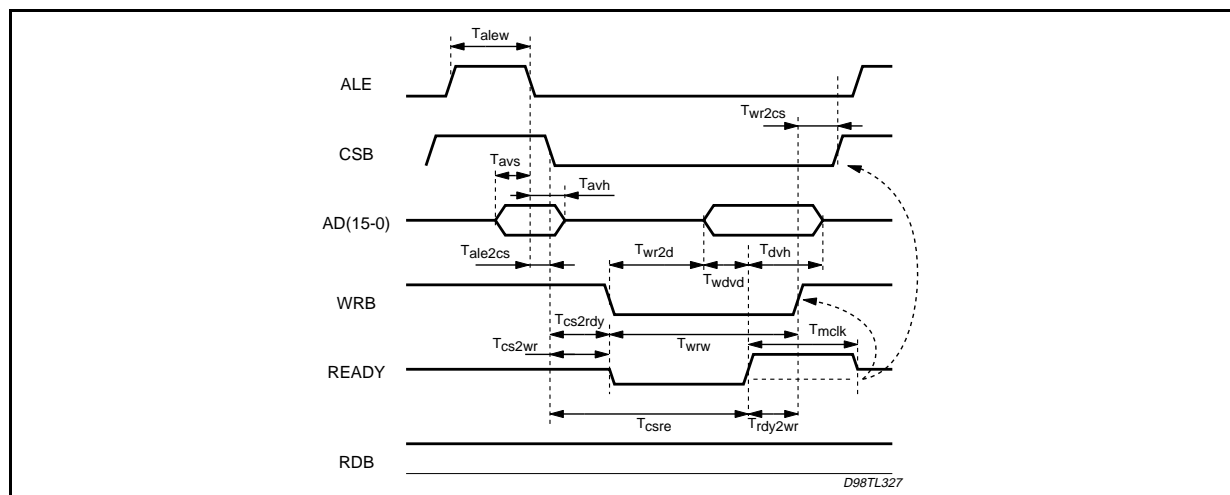 Talew
ALE
Twr2cs
CSB
Tavs
Tavh
AD(15-0)
Tale2cs
Twr2d
Tdvh
Twdvd
WRB
Tcs2rdy
Tmclk
Tcs2wr
Twrw
READY
Tcsre
Trdy2wr
RDB
D98TL327